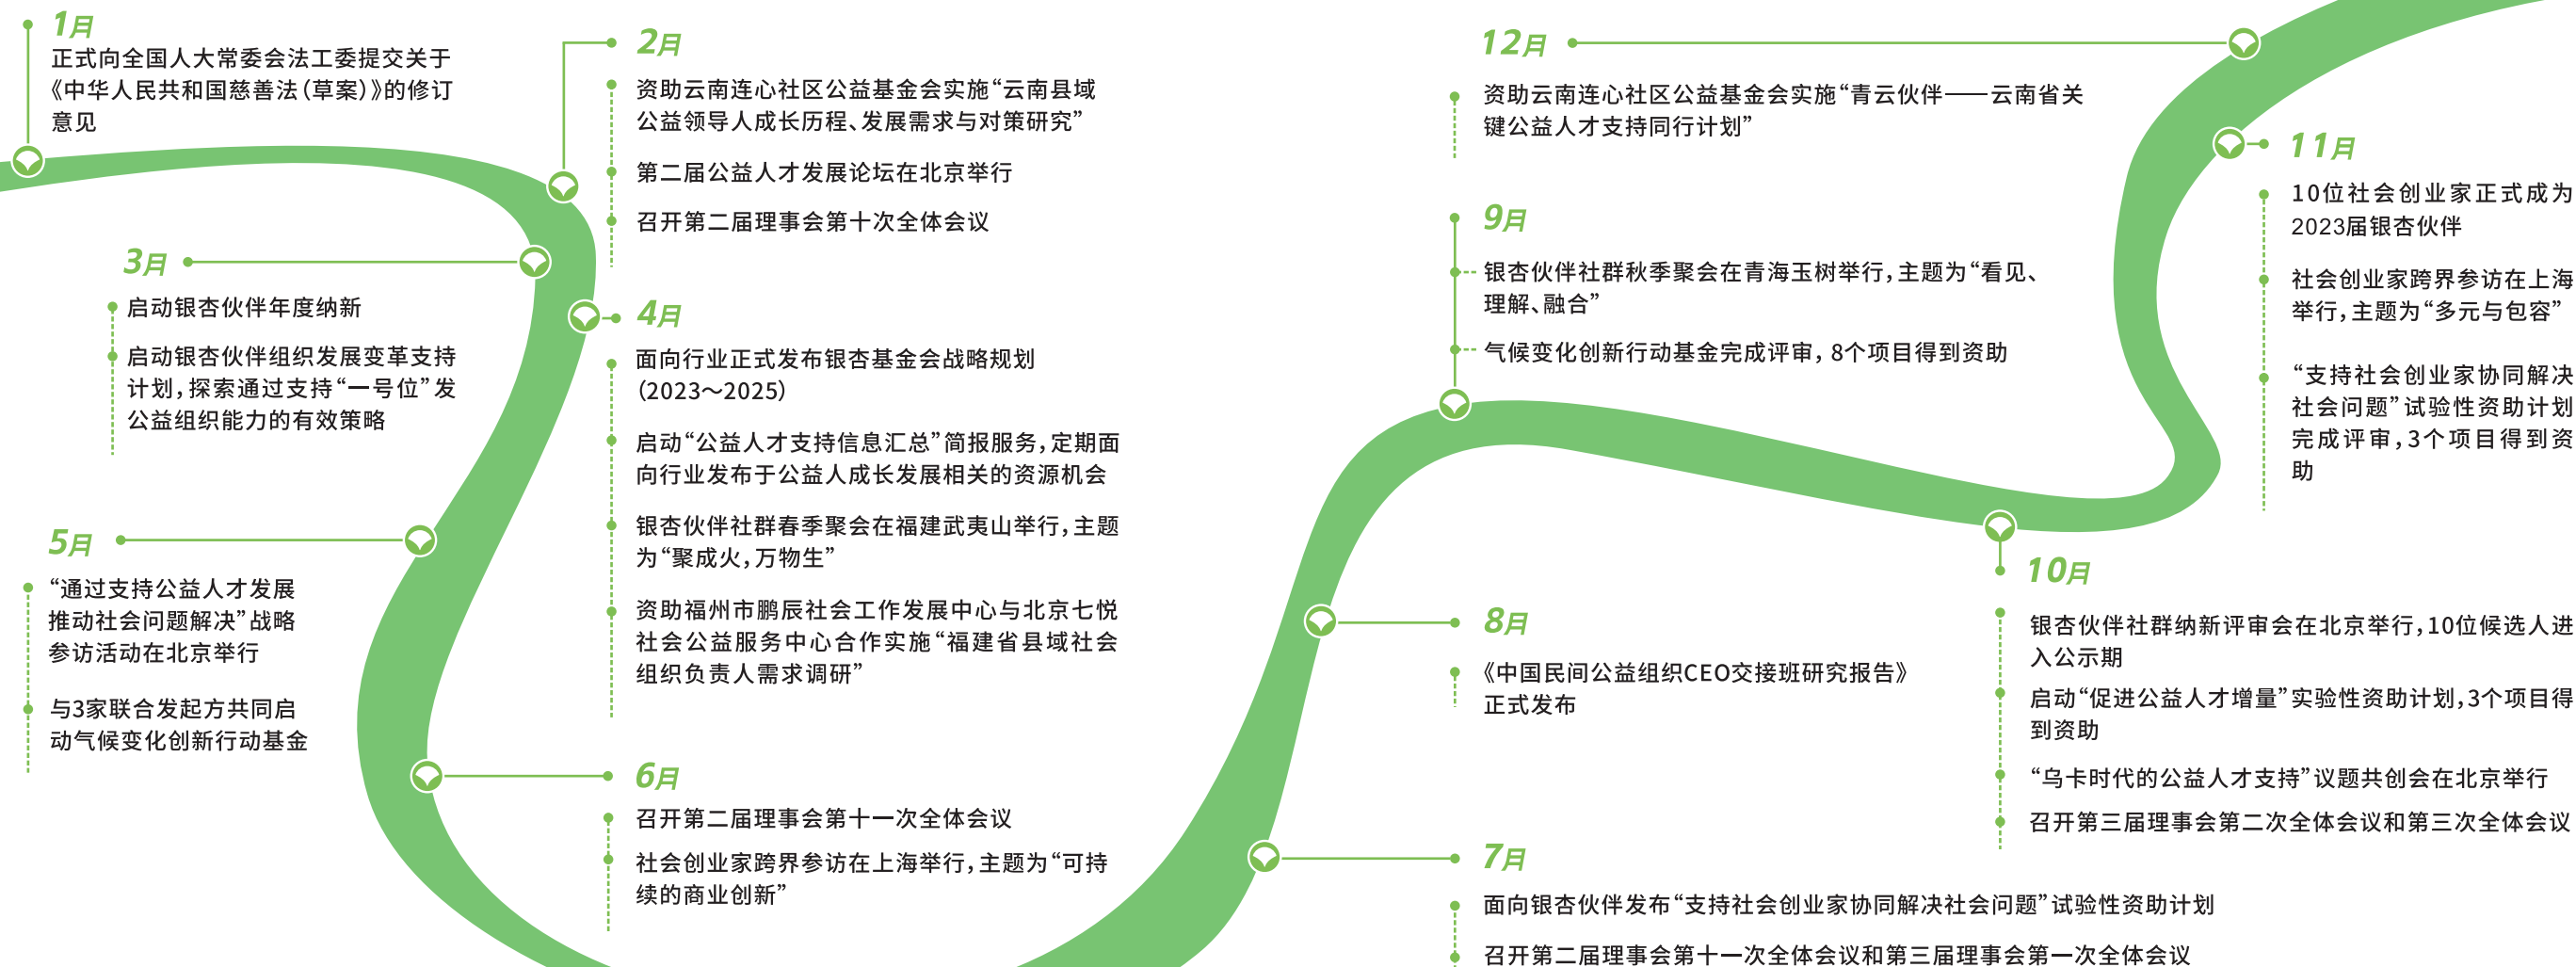 1月
正式向全国人大常委会法工委提交关于
《中华人民共和国慈善法（草案）》的修订
意见
2月
资助云南连心社区公益基金会实施“云南县域
公益领导人成长历程、发展需求与对策研究”
第二届公益人才发展论坛在北京举行
召开第二届理事会第十次全体会议
3月
启动银杏伙伴年度纳新
启动银杏伙伴组织发展变革支持
计划，探索通过支持“一号位”发
公益组织能力的有效策略
4月
面向行业正式发布银杏基金会战略规划
（2023～2025）
启动“公益人才支持信息汇总”简报服务，定期面
向行业发布于公益人成长发展相关的资源机会
银杏伙伴社群春季聚会在福建武夷山举行，主题
为“聚成火，万物生”
资助福州市鹏辰社会工作发展中心与北京七悦
社会公益服务中心合作实施“福建省县域社会
组织负责人需求调研”
5月
“通过支持公益人才发展
推动社会问题解决”战略
参访活动在北京举行
与3家联合发起方共同启
动气候变化创新行动基金
6月
召开第二届理事会第十一次全体会议
社会创业家跨界参访在上海举行，主题为“可持
续的商业创新”
12月
资助云南连心社区公益基金会实施“青云伙伴——云南省关
键公益人才支持同行计划”
11月
10位社会创业家正式成为
2023届银杏伙伴
社会创业家跨界参访在上海
举行，主题为“多元与包容”
“支持社会创业家协同解决
社会问题”试验性资助计划
完成评审，3个项目得到资
助
9月
银杏伙伴社群秋季聚会在青海玉树举行，主题为“看见、
理解、融合”
气候变化创新行动基金完成评审，8个项目得到资助
10月
银杏伙伴社群纳新评审会在北京举行，10位候选人进
入公示期
启动“促进公益人才增量”实验性资助计划，3个项目得
到资助
“乌卡时代的公益人才支持”议题共创会在北京举行
召开第三届理事会第二次全体会议和第三次全体会议
8月
《中国民间公益组织CEO交接班研究报告》
正式发布
7月
面向银杏伙伴发布“支持社会创业家协同解决社会问题”试验性资助计划
召开第二届理事会第十一次全体会议和第三届理事会第一次全体会议